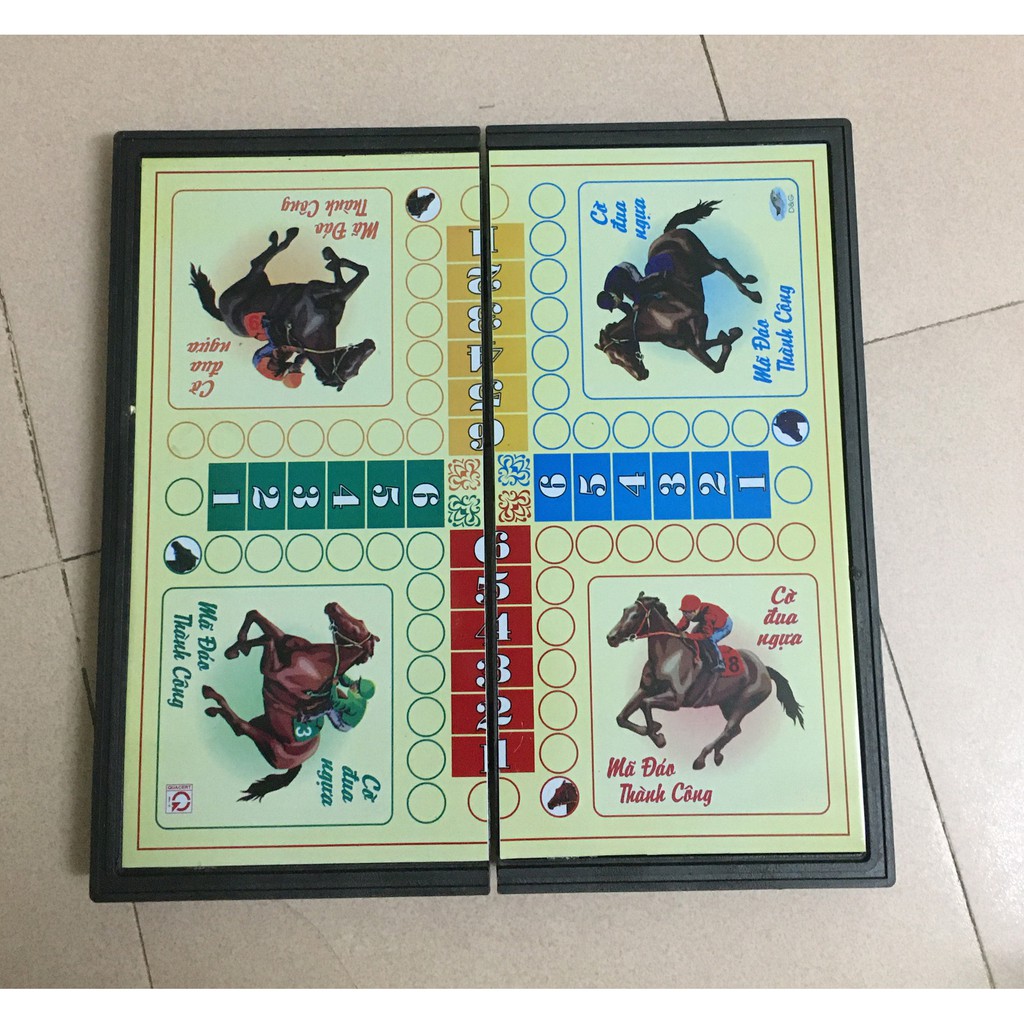 Mã Đáo
Thành Công
Cờ
đua
ngựa
9
Cờ
đua
ngựa
Mã Đáo
Thành Công
D&G
1
2
3
4
5
6
1
2
3
4
5
6
6
5
4
3
2
1
6
5
4
3
2
1
Mã Đáo
Thành Công
Cờ
đua
ngựa
3
QUACERT
Cờ
đua
ngựa
8
Mã Đáo
Thành Công